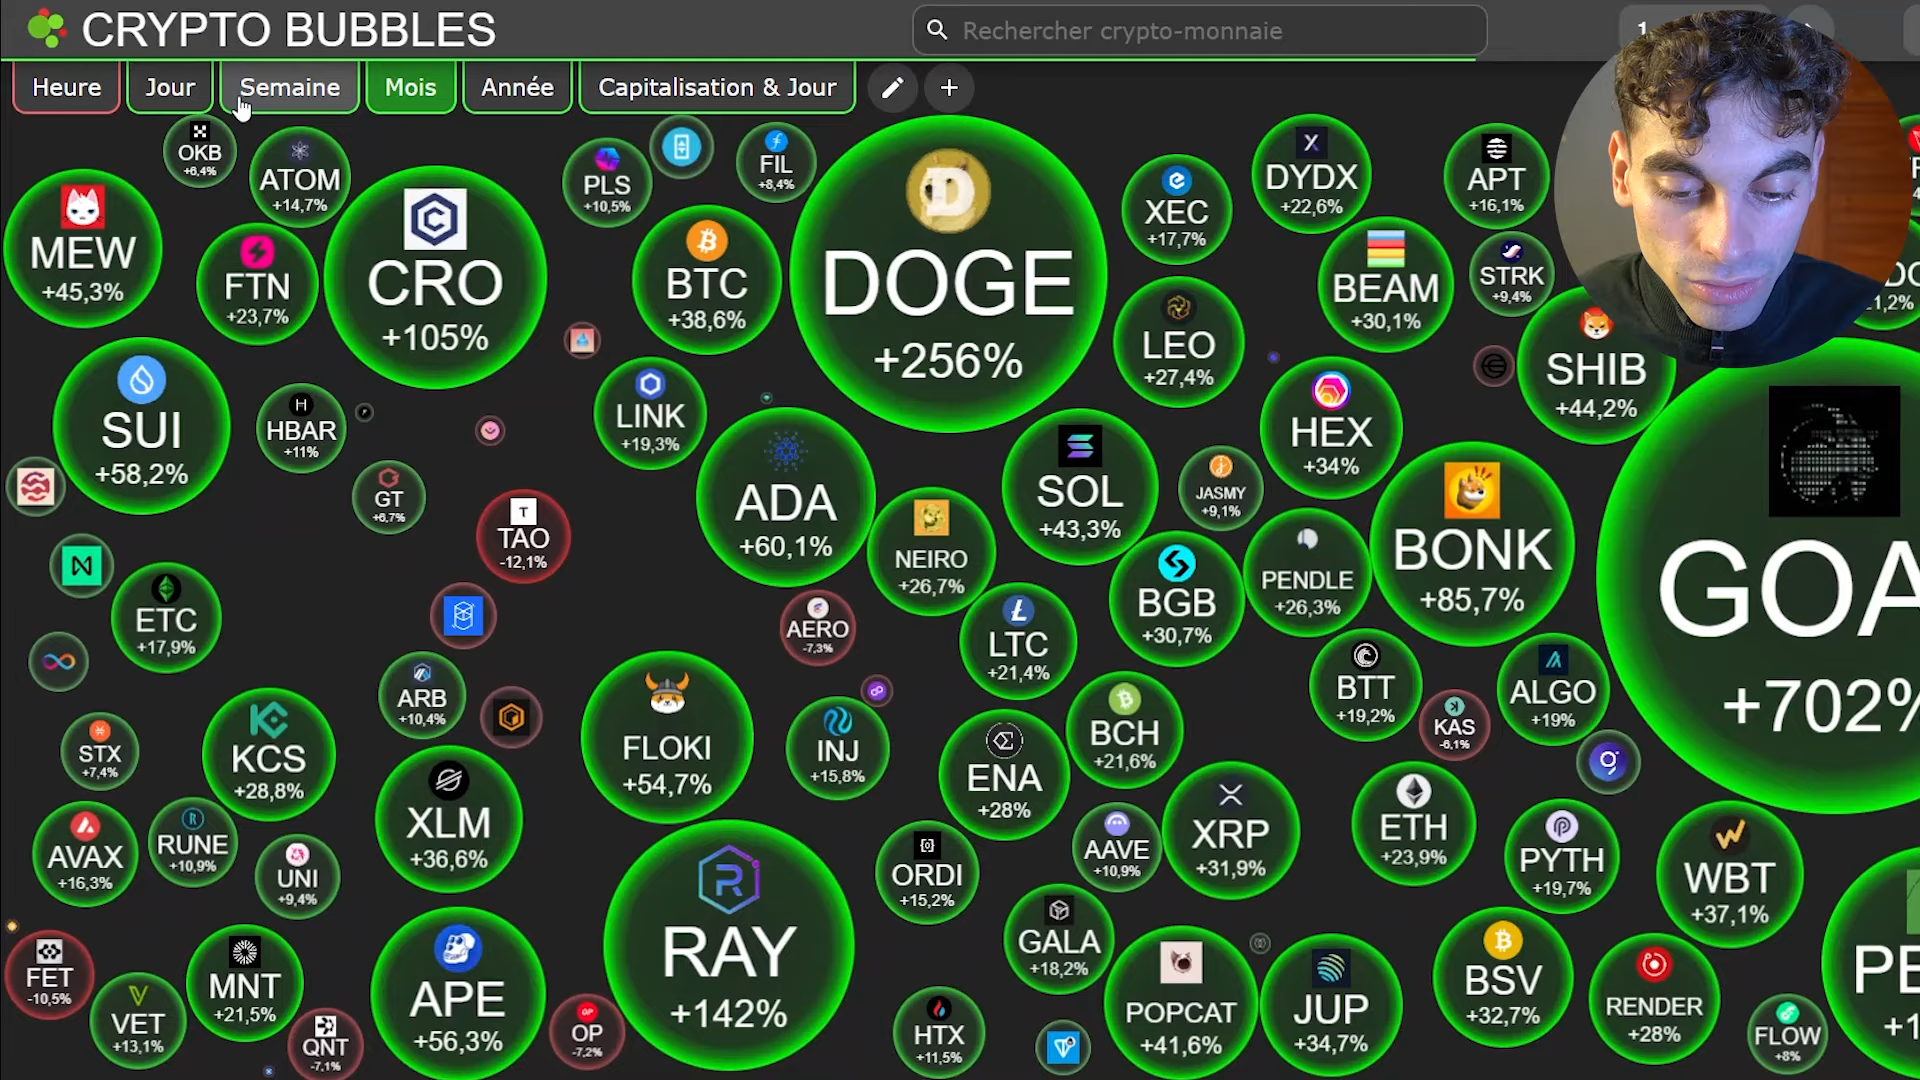 CRYPTO BUBBLES
Rechercher crypto-monnaie
1
Heure
Jour
Semaine
Mois
Année
Capitalisation & Jour
OKB
+6,4%
ATOM
+14,7%
MEW
+45,3%
FTN
+23,7%
CRO
+105%
PLS
+10,5%
FIL
+8,4%
BTC
+38,6%
DOGE
+256%
XEC
+17,7%
DYDX
+22,6%
APT
+16,1%
BEAM
+30,1%
STRK
+9,4%
LEO
+27,4%
SHIB
+44,2%
SUI
+58,2%
HBAR
+11%
LINK
+19,3%
HEX
+34%
GT
+6,7%
TAO
-12,1%
ADA
+60,1%
NEIRO
+26,7%
SOL
+43,3%
JASMY
+9,1%
BONK
+85,7%
GOA
+702%
ETC
+17,9%
AERO
-7,3%
LTC
+21,4%
BGB
+30,7%
PENDLE
+26,3%
ARB
+10,4%
BTT
+19,2%
KAS
-6,1%
ALGO
+19%
STX
+7,4%
KCS
+28,8%
FLOKI
+54,7%
INJ
+15,8%
ENA
+28%
BCH
+21,6%
AVAX
+16,3%
RUNE
+10,9%
UNI
+9,4%
XLM
+36,6%
ORDI
+15,2%
AAVE
+10,9%
XRP
+31,9%
ETH
+23,9%
PYTH
+19,7%
WBT
+37,1%
FET
-10,5%
VET
+13,1%
MNT
+21,5%
QNT
-7,1%
APE
+56,3%
OP
-7,2%
RAY
+142%
HTX
+11,5%
GALA
+18,2%
POPCAT
+41,6%
JUP
+34,7%
BSV
+32,7%
RENDER
+28%
FLOW
+8%
PE
+1